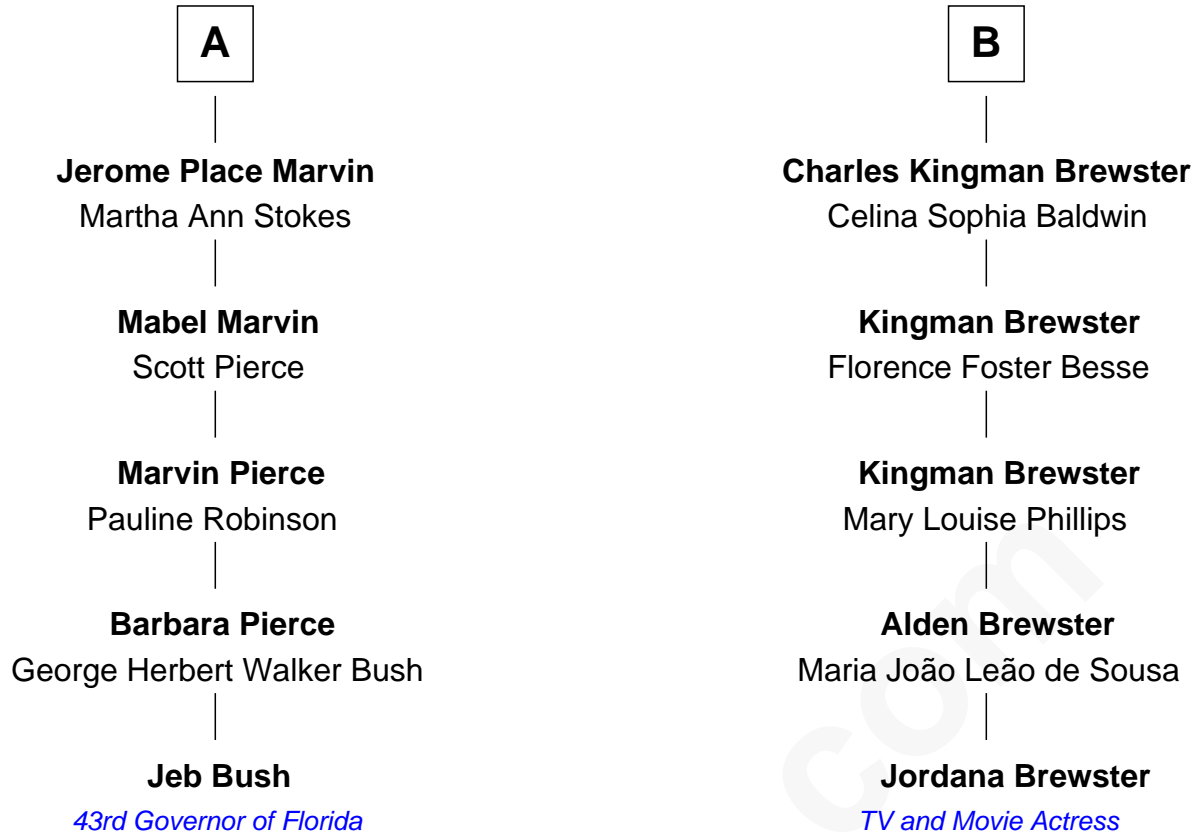 A
Jerome Place Marvin
Martha Ann Stokes
Mabel Marvin
Scott Pierce
Marvin Pierce
Pauline Robinson
Barbara Pierce
George Herbert Walker Bush
Jeb Bush
43rd Governor of Florida
B
Charles Kingman Brewster
Celina Sophia Baldwin
Kingman Brewster
Florence Foster Besse
Kingman Brewster
Mary Louise Phillips
Alden Brewster
Maria João Leão de Sousa
Jordana Brewster
TV and Movie Actress
com